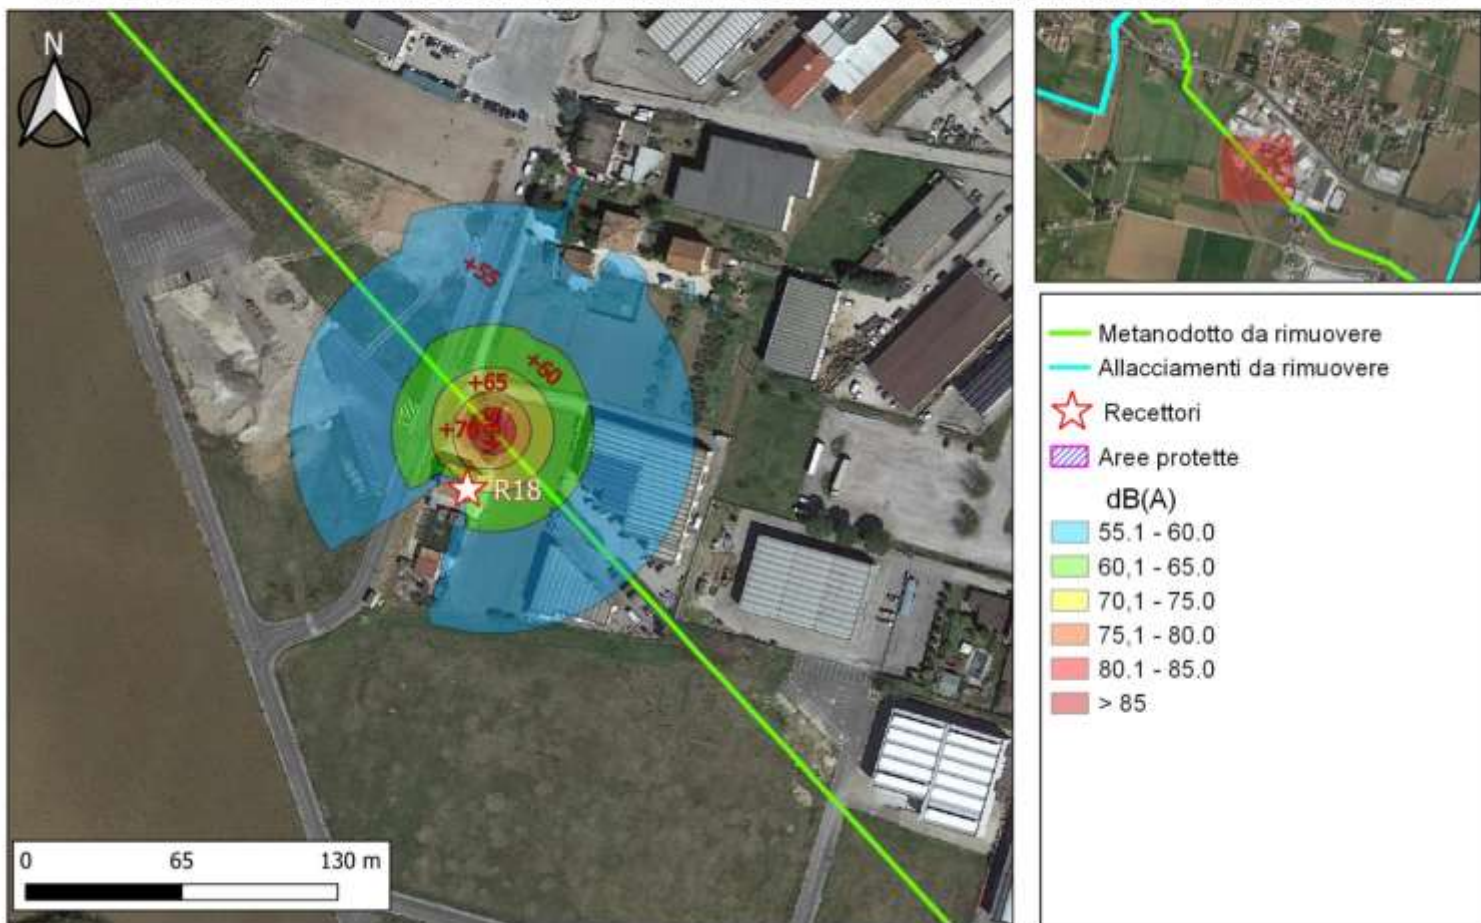 N
+55
+60
+65
+70
R18
0 65 130 m
Metanodotto da rimuovere
Allacciamenti da rimuovere
Recettori
Aree protette
dB(A)
55.1 - 60.0
60,1 - 65.0
70,1 - 75.0
75,1 - 80.0
80.1 - 85.0
> 85